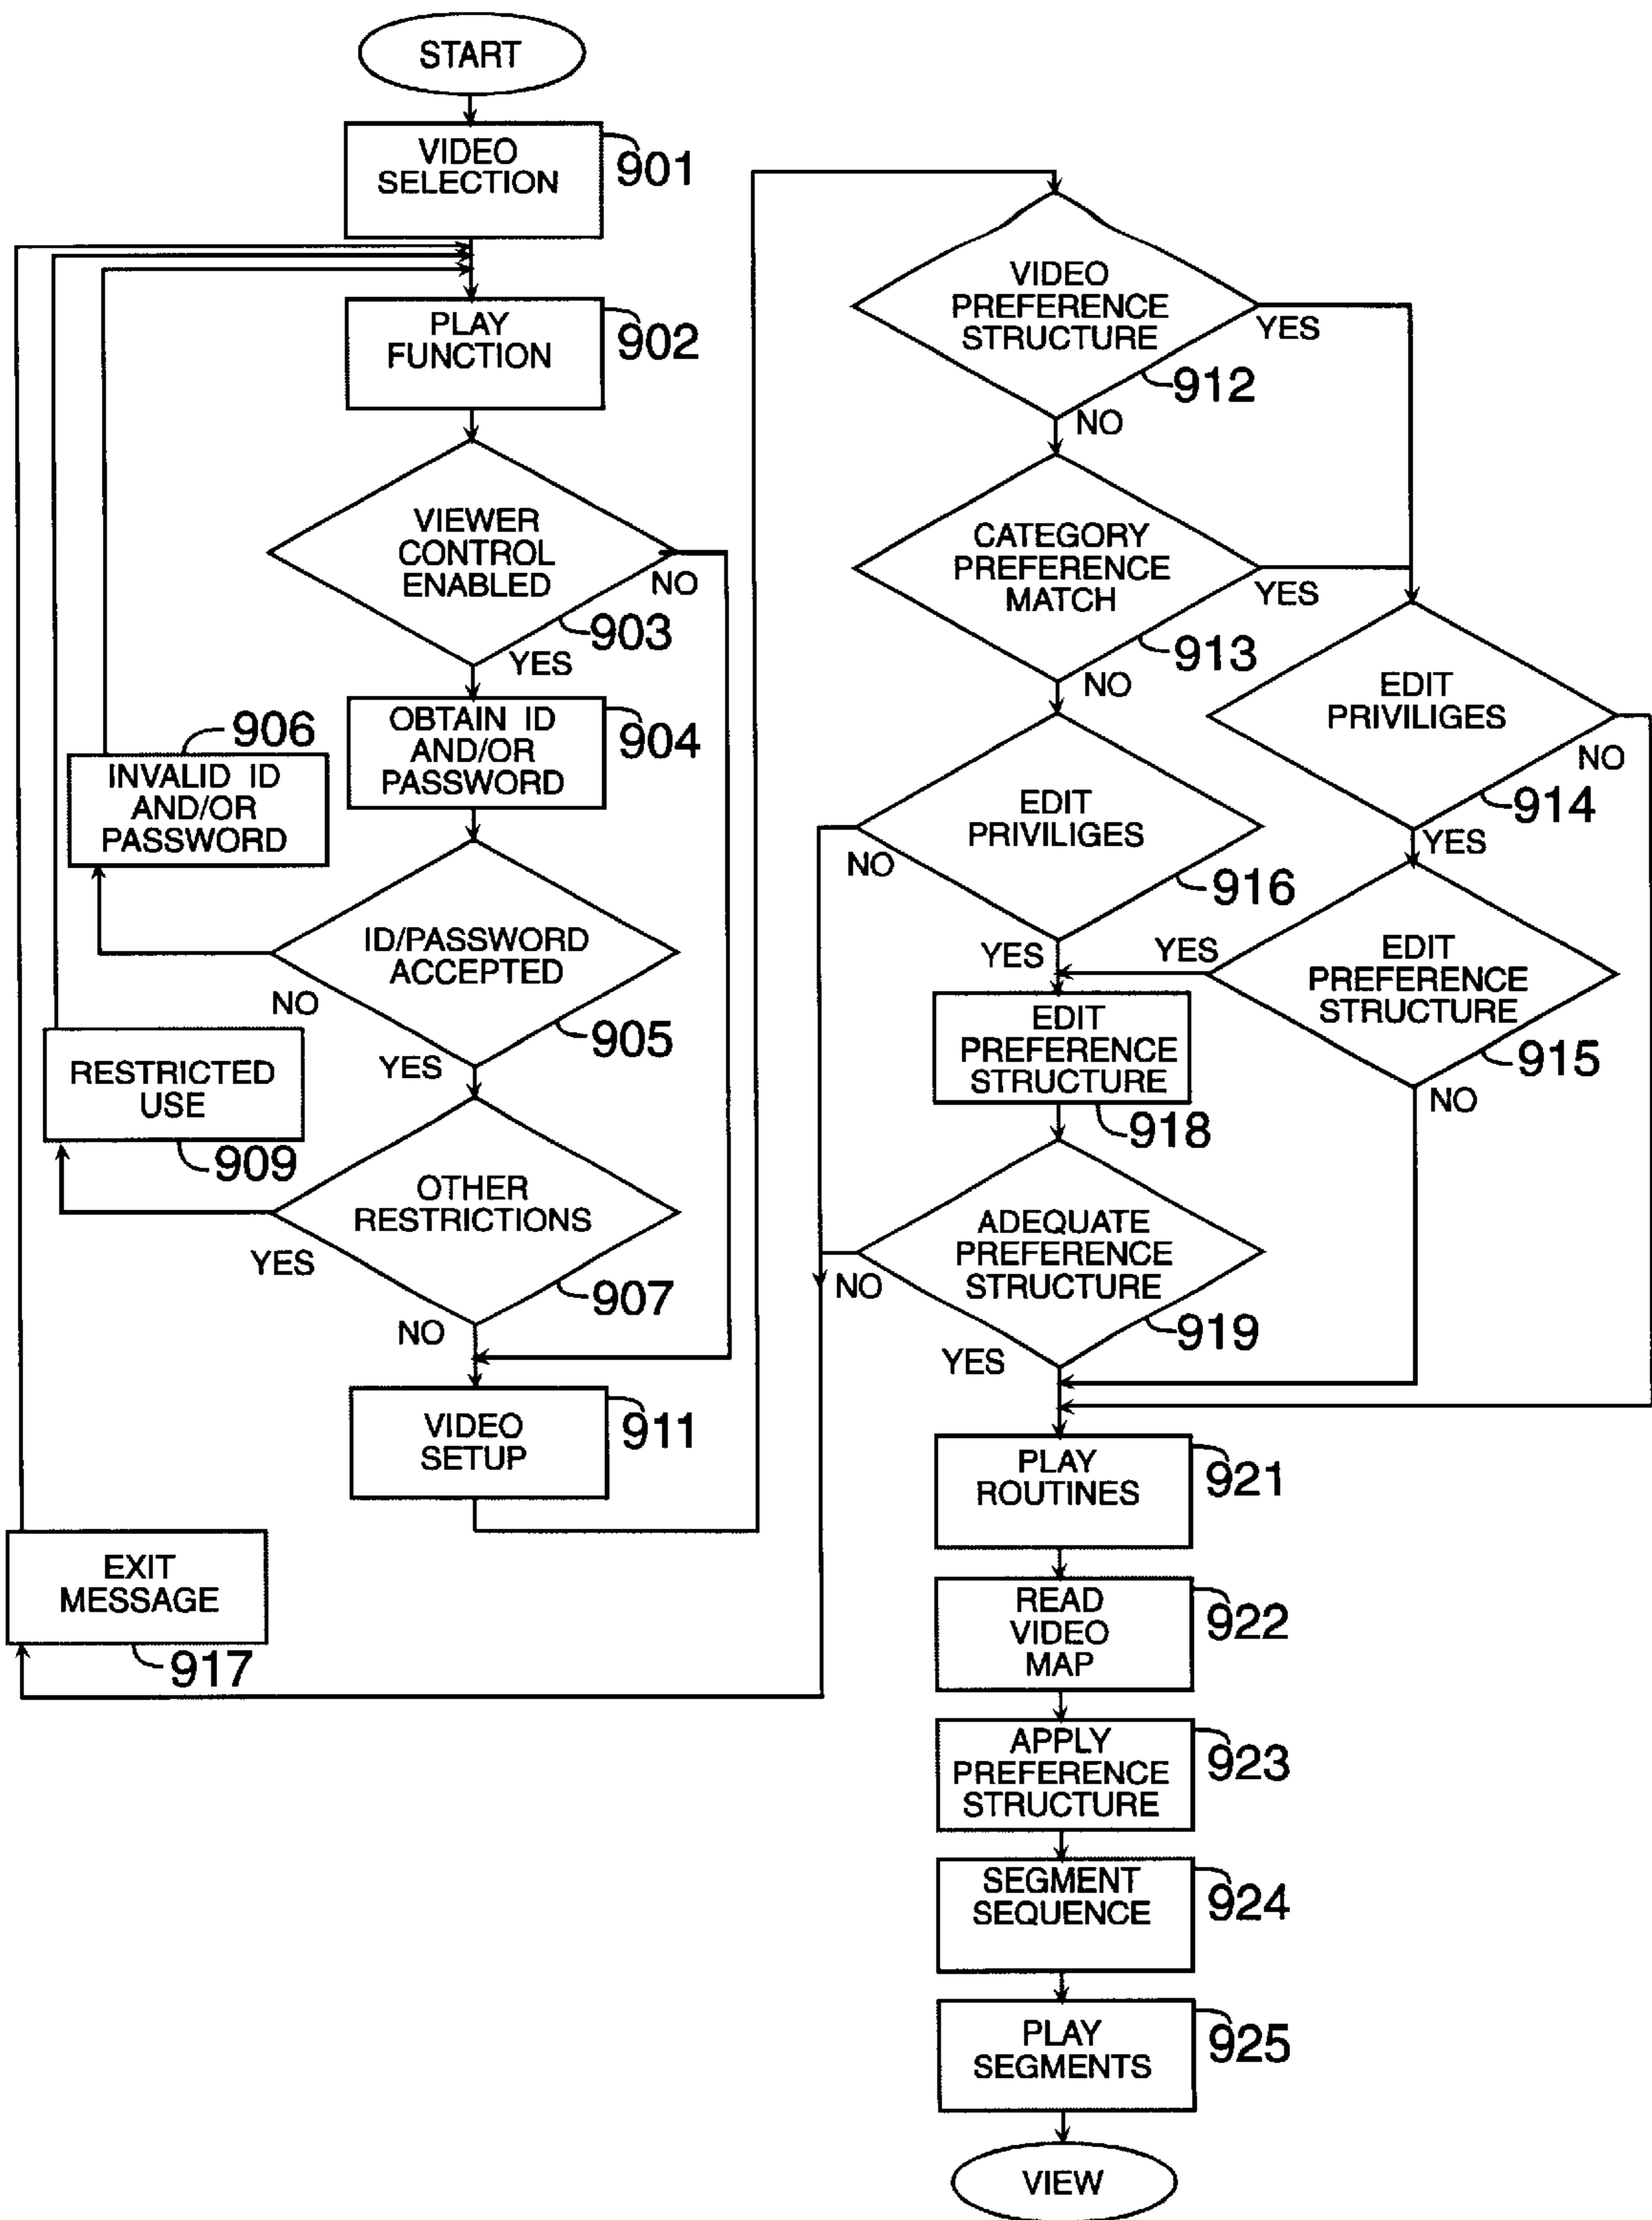 START
VIDEO
SELECTION
901
PLAY
FUNCTION
902
VIEWER
CONTROL
ENABLED
NO
903
YES
OBTAIN ID
AND/OR
PASSWORD
904
906
INVALID ID
AND/OR
PASSWORD
ID/PASSWORD
ACCEPTED
NO
905
YES
RESTRICTED
USE
909
OTHER
RESTRICTIONS
YES
907
NO
VIDEO
SETUP
911
EXIT
MESSAGE
917
VIDEO
PREFERENCE
STRUCTURE
YES
912
NO
CATEGORY
PREFERENCE
MATCH
YES
913
NO
EDIT
PRIVILIGES
NO
914
YES
EDIT
PRIVILIGES
NO
916
YES
EDIT
PREFERENCE
STRUCTURE
YES
915
NO
EDIT
PREFERENCE
STRUCTURE
918
ADEQUATE
PREFERENCE
STRUCTURE
NO
919
YES
PLAY
ROUTINES
921
READ
VIDEO
MAP
922
APPLY
PREFERENCE
STRUCTURE
923
SEGMENT
SEQUENCE
924
PLAY
SEGMENTS
925
VIEW